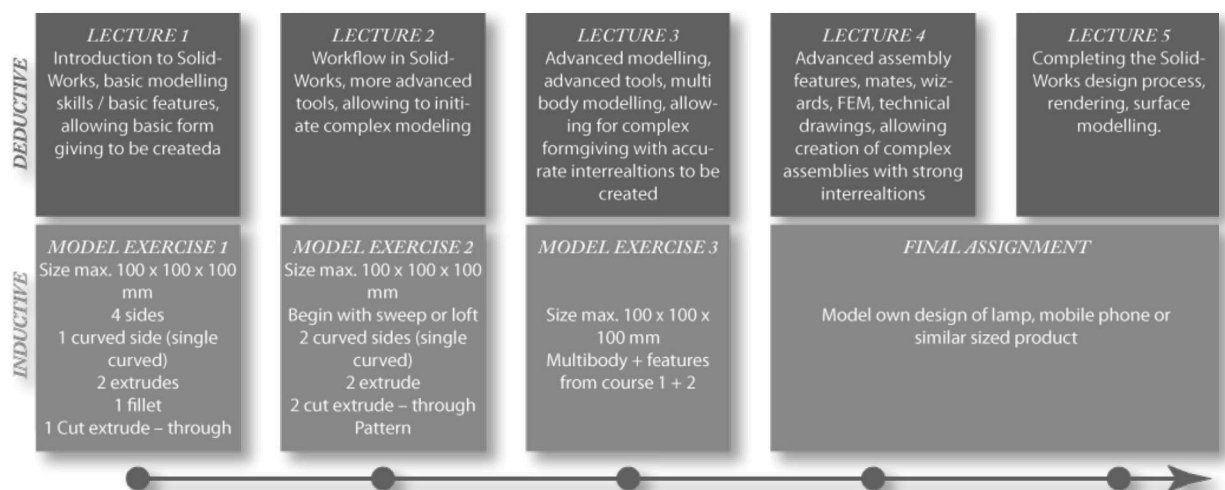 DEDUCTIVE
LECTURE 1
Introduction to Solid-
Works, basic modelling
skills / basic features,
allowing basic form
giving to be createda
LECTURE 2
Workflow in Solid-
Works, more advanced
tools, allowing to initi-
ate complex modeling
LECTURE 3
Advanced modelling,
advanced tools, multi
body modelling, allow-
ing for complex
formgiving with accu-
rate interrealtions to be
created
LECTURE 4
Advanced assembly
features, mates, wiz-
ards, FEM, technical
drawings, allowing
creation of complex
assemblies with strong
interrealtions
LECTURE 5
Completing the Solid-
Works design process,
rendering, surface
modelling.
INDUCTIVE
MODEL EXERCISE 1
Size max. 100 x 100 x 100
mm
4 sides
1 curved side (single
curved)
2 extrudes
1 fillet
1 Cut extrude – through
MODEL EXERCISE 2
Size max. 100 x 100 x 100
mm
Begin with sweep or loft
2 curved sides (single
curved)
2 extrude
2 cut extrude – through
Pattern
MODEL EXERCISE 3
Size max. 100 x 100 x
100 mm
Multibody + features
from course 1 + 2
FINAL ASSIGNMENT
Model own design of lamp, mobile phone or
similar sized product